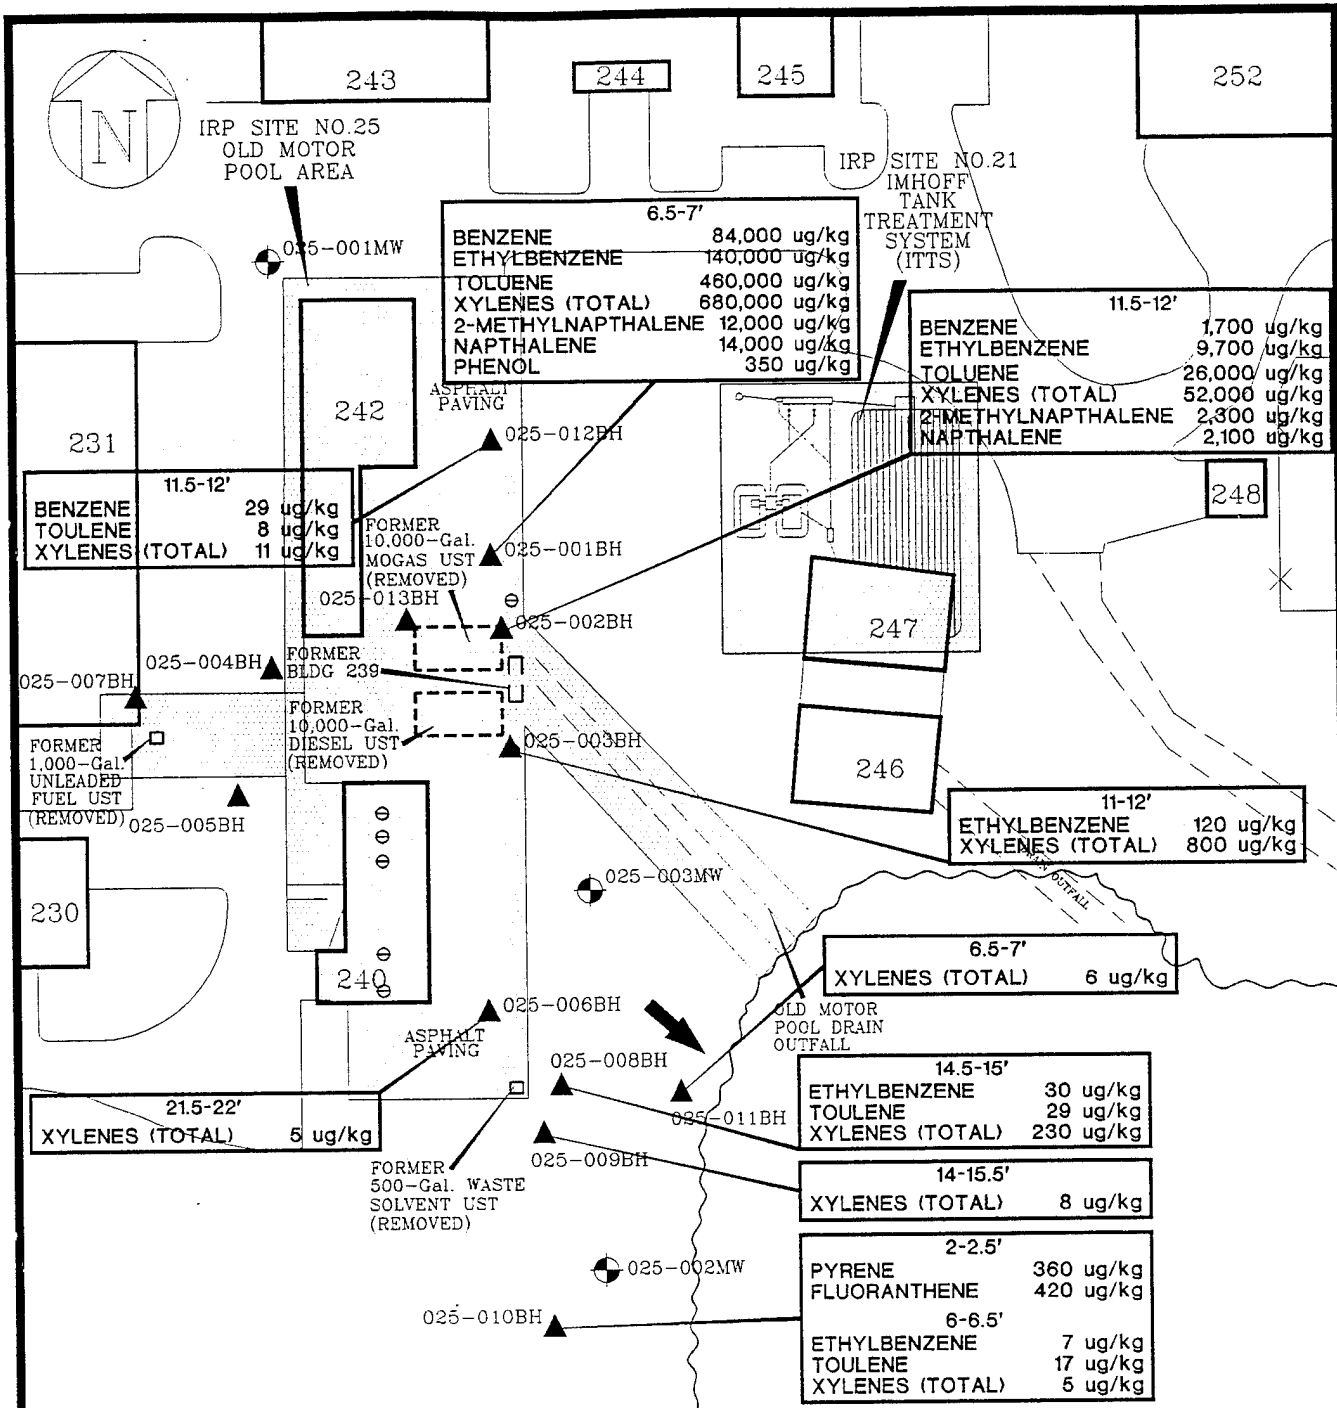 243
244
245
252
N
IRP SITE NO.25
OLD MOTOR
POOL AREA
IRP SITE NO.21
IMHOFF
TANK
TREATMENT
SYSTEM
(ITTS)
025-001MW
6.5-7'
BENZENE 84,000 ug/kg
ETHYLBENZENE 140,000 ug/kg
TOLUENE 460,000 ug/kg
XYLENES (TOTAL) 680,000 ug/kg
2-METHYLNAPTHALENE 12,000 ug/kg
NAPTHALENE 14,000 ug/kg
PHENOL 350 ug/kg
11.5-12'
BENZENE 1,700 ug/kg
ETHYLBENZENE 9,700 ug/kg
TOLUENE 26,000 ug/kg
XYLENES (TOTAL) 52,000 ug/kg
2-METHYLNAPTHALENE 2,300 ug/kg
NAPTHALENE 2,100 ug/kg
ASPHALT
PAVING
242
231
025-012BH
248
11.5-12'
BENZENE 29 ug/kg
TOULENE 8 ug/kg
XYLENES (TOTAL) 11 ug/kg
FORMER
10,000-Gal.
MOGAS UST
(REMOVED)
025-001BH
025-013BH
025-002BH
247
025-004BH
FORMER
BLDG 239
025-007BH
FORMER
10,000-Gal.
DIESEL UST
(REMOVED)
025-003BH
FORMER
1,000-Gal.
UNLEADED
FUEL UST
(REMOVED)
025-005BH
246
11-12'
ETHYLBENZENE 120 ug/kg
XYLENES (TOTAL) 800 ug/kg
DRAIN OUTFALL
025-003MW
230
240
6.5-7'
XYLENES (TOTAL) 6 ug/kg
025-006BH
OLD MOTOR
POOL DRAIN
OUTFALL
ASPHALT
PAVING
025-008BH
14.5-15'
ETHYLBENZENE 30 ug/kg
TOULENE 29 ug/kg
XYLENES (TOTAL) 230 ug/kg
21.5-22'
XYLENES (TOTAL) 5 ug/kg
025-011BH
025-009BH
FORMER
500-Gal. WASTE
SOLVENT UST
(REMOVED)
14-15.5'
XYLENES (TOTAL) 8 ug/kg
025-002MW
2-2.5'
PYRENE 360 ug/kg
FLUORANTHENE 420 ug/kg
6-6.5'
ETHYLBENZENE 7 ug/kg
TOULENE 17 ug/kg
XYLENES (TOTAL) 5 ug/kg
025-010BH